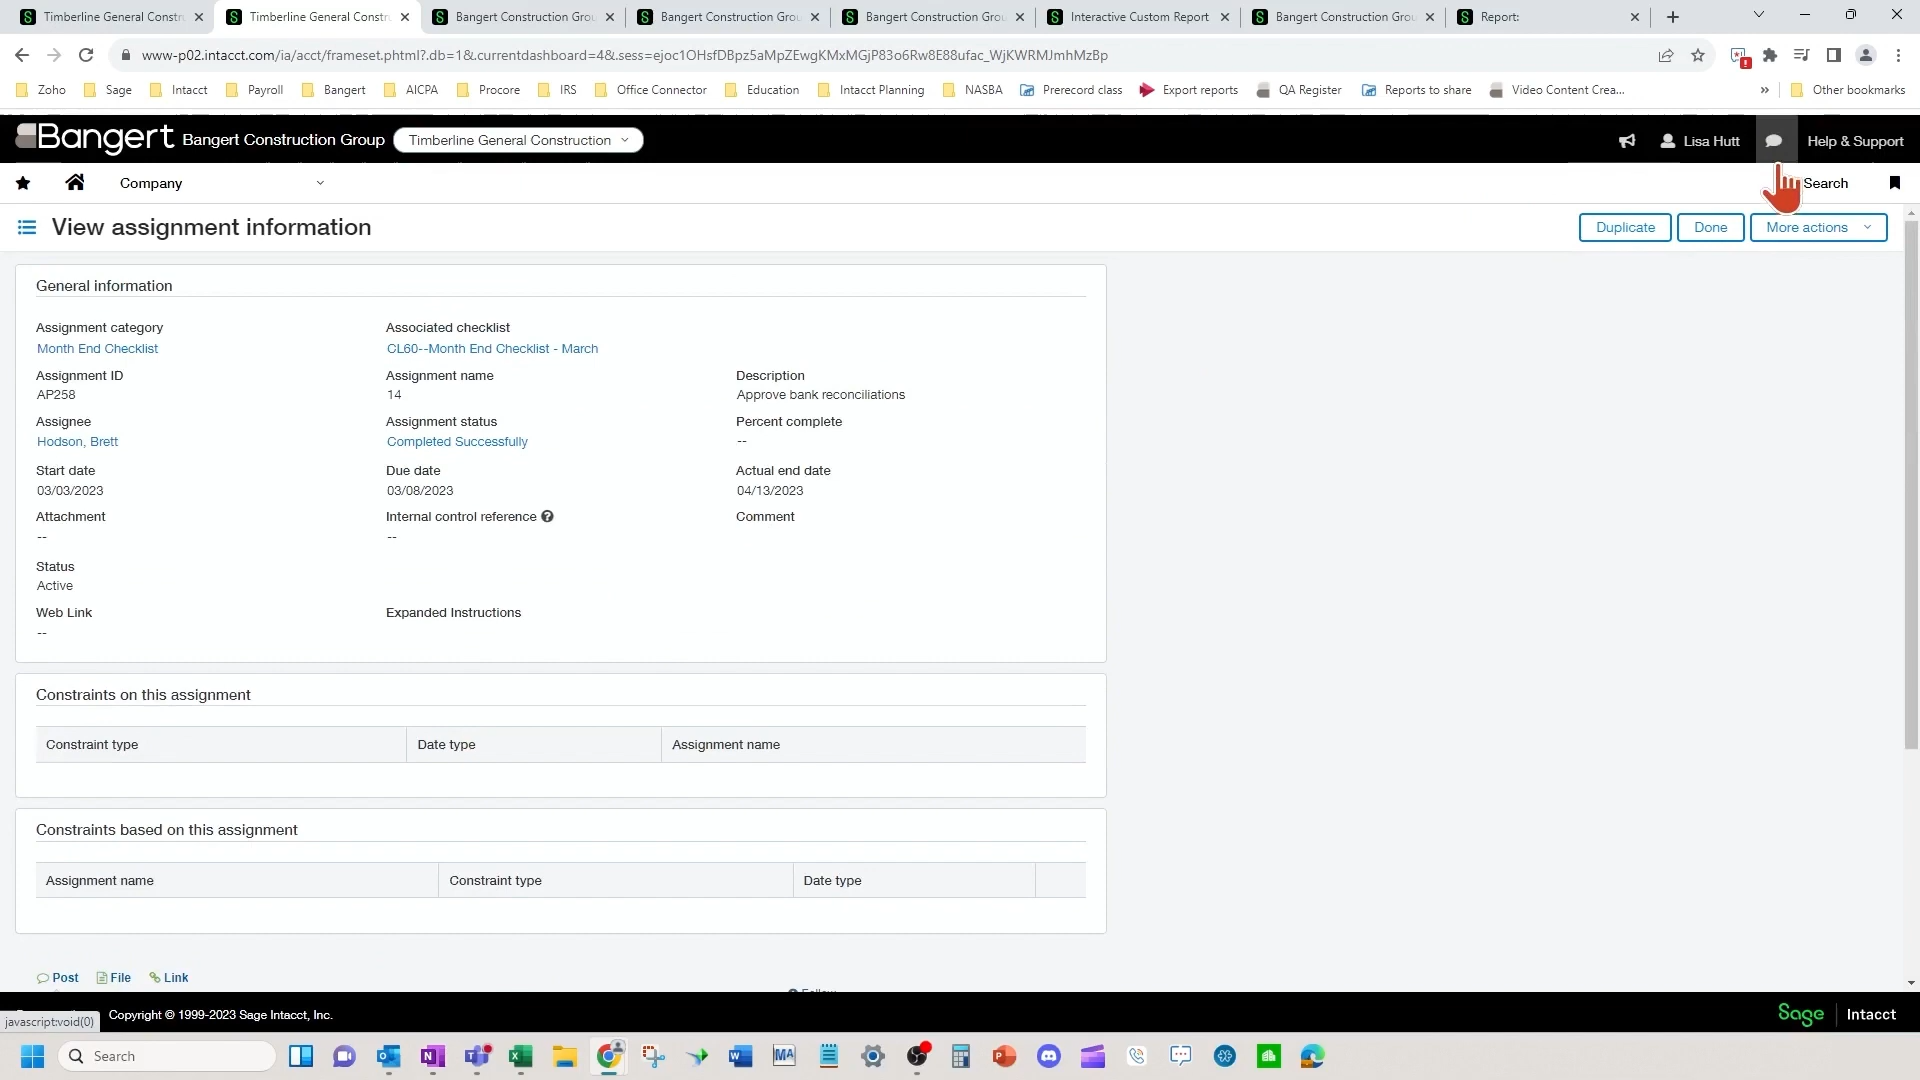 Timberline General Constru
Timberline General Constru
Bangert Construction Grou
Bangert Construction Grou
Bangert Construction Grou
Interactive Custom Report
Bangert Construction Grou
Report:
www-p02.intacct.com/ia/acct/frameset.phtml?.db=1&.currentdashboard=4&.sess=ejoc1OHsfDBpz5aMpZEwgKMxMGjP83o6Rw8E88ufac_WjKWRMJmhMzBp
Zoho
Sage
Intacct
Payroll
Bangert
AICPA
Procore
IRS
Office Connector
Education
Intacct Planning
NASBA
Prerecord class
Export reports
QA Register
Reports to share
Video Content Crea...
»
Other bookmarks
Bangert
Bangert Construction Group
Timberline General Construction
Lisa Hutt
Help & Support
Company
Search
View assignment information
Duplicate
Done
More actions
General information
Assignment category
Associated checklist
Month End Checklist
CL60--Month End Checklist - March
Assignment ID
Assignment name
Description
AP258
14
Approve bank reconciliations
Assignee
Assignment status
Percent complete
Hodson, Brett
Completed Successfully
--
Start date
Due date
Actual end date
03/03/2023
03/08/2023
04/13/2023
Attachment
Internal control reference ?
Comment
--
--
Status
Active
Web Link
Expanded Instructions
--
Constraints on this assignment
Constraint type
Date type
Assignment name
Constraints based on this assignment
Assignment name
Constraint type
Date type
Post
File
Link
Follow
javascript:void(0)
Copyright © 1999-2023 Sage Intacct, Inc.
Sage
Intacct
Search